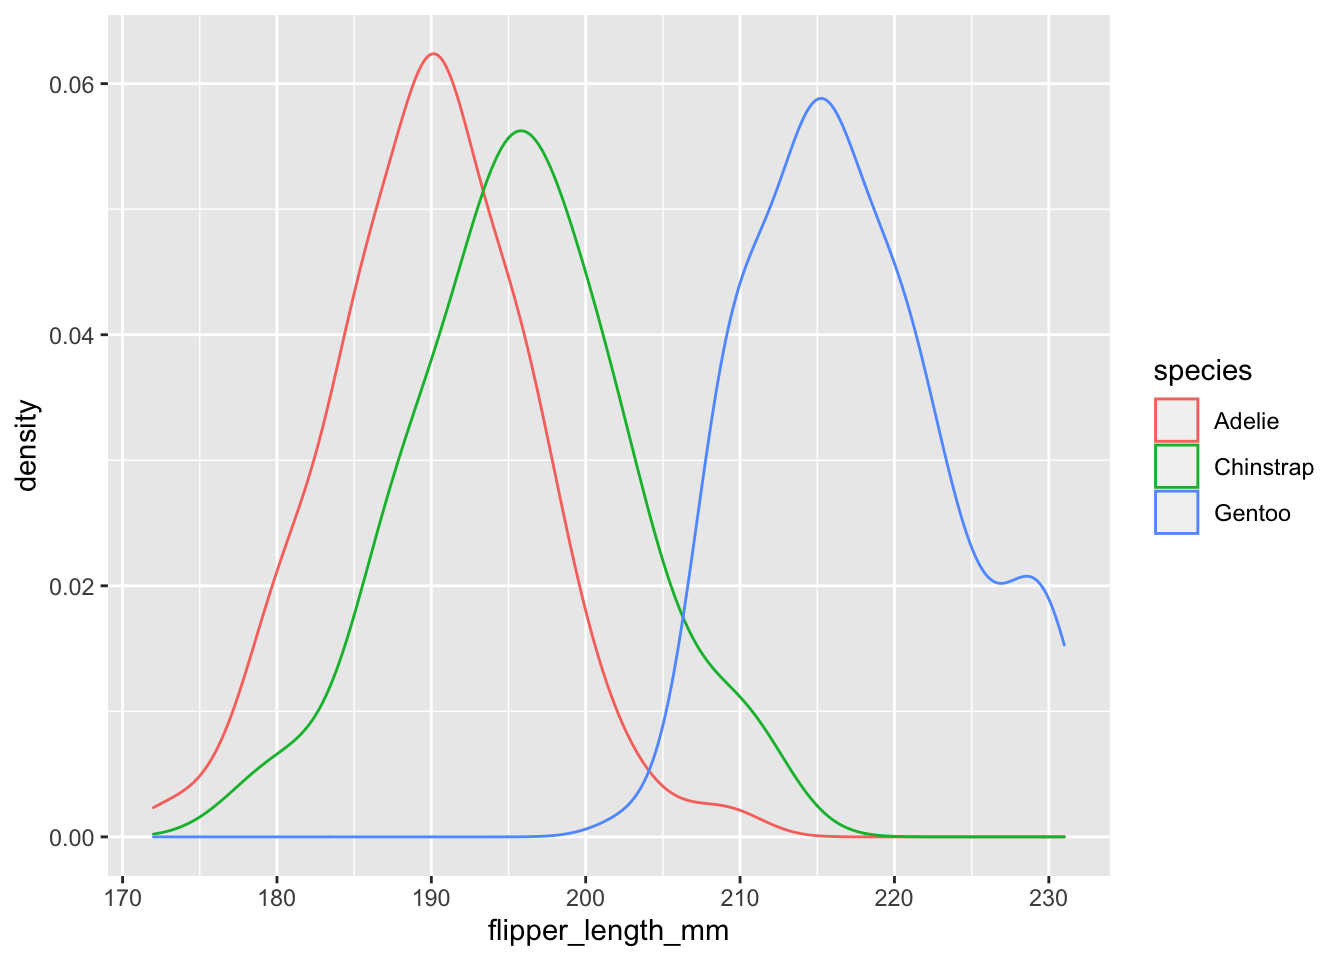 0.06
0.04
0.02
0.00
density
170 180 190 200 210 220 230
flipper_length_mm
species
Adelie
Chinstrap
Gentoo